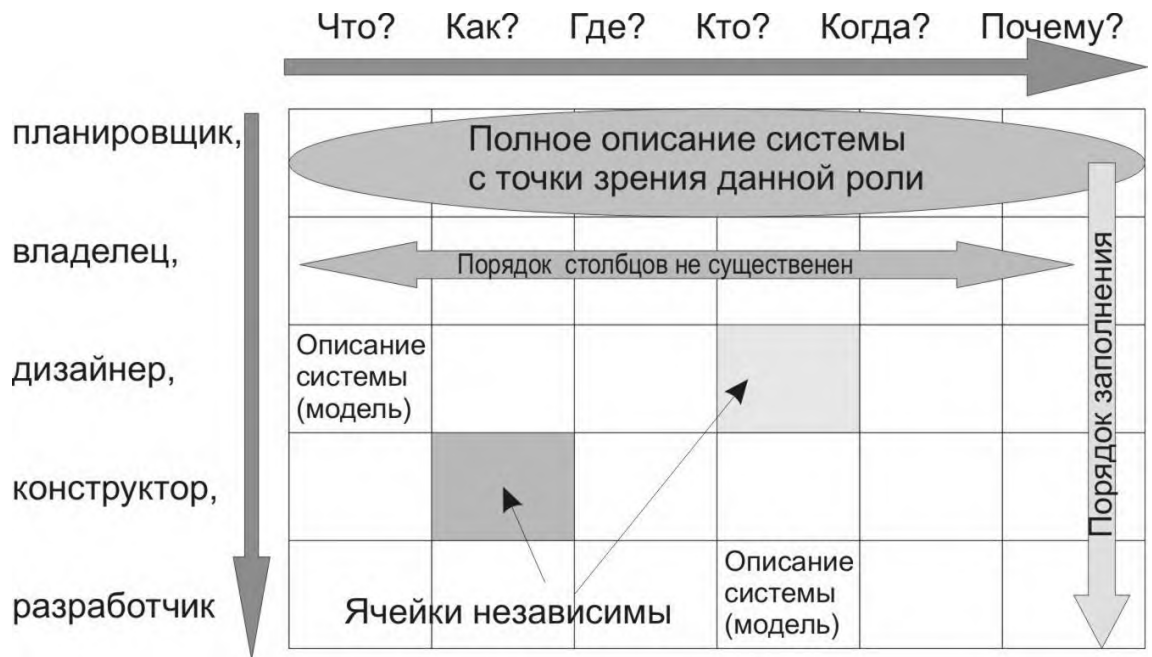 Что? Как? Где? Кто? Когда? Почему?
планировщик,
Полное описание системы
с точки зрения данной роли
владелец,
Порядок столбцов не существенен
Порядок заполнения
дизайнер,
Описание
системы
(модель)
конструктор,
разработчик
Ячейки независимы
Описание
системы
(модель)